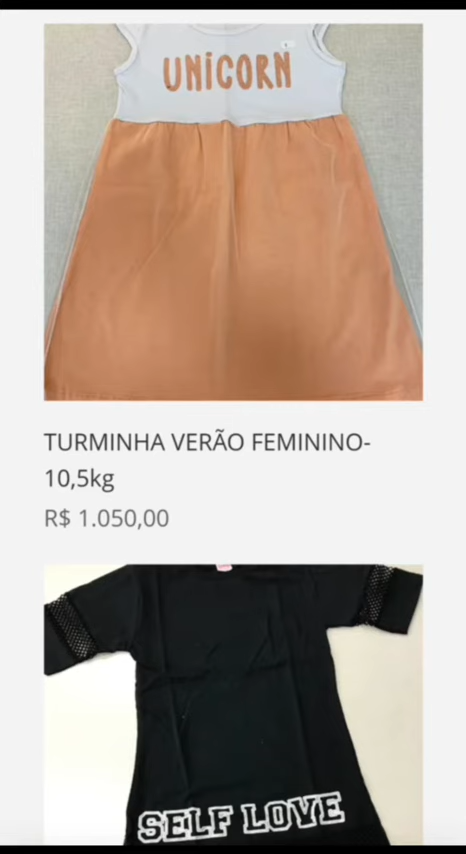 UNiCORN
TURMINHA VERÃO FEMININO-
10,5kg
R$ 1.050,00
SELF LOVE